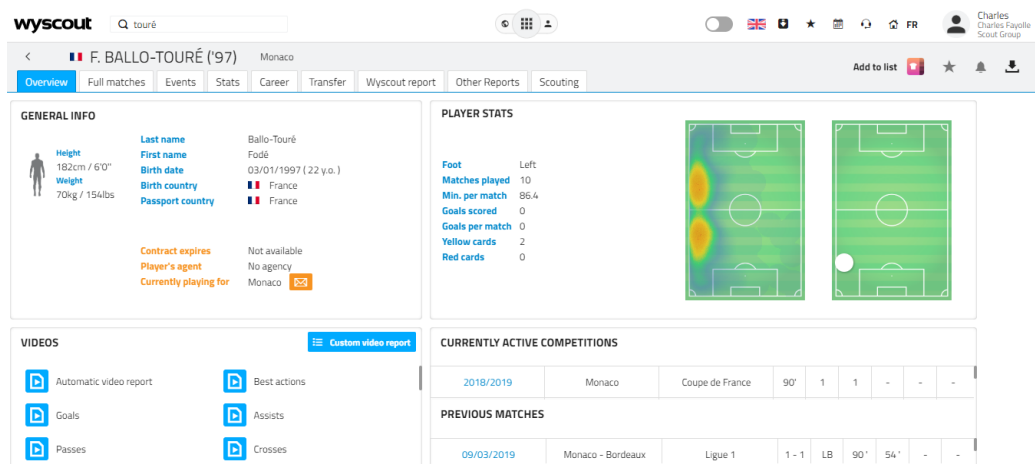 wyscout
touré
FR
Charles
Charles Fayolle
Scout Group
F. BALLO-TOURÉ ('97) Monaco
Add to list
Overview Full matches Events Stats Career Transfer Wyscout report Other Reports Scouting
GENERAL INFO
Height
182cm / 6'0"
Weight
70kg / 154lbs
Last name Ballo-Touré
First name Fodé
Birth date 03/01/1997 ( 22 y.o. )
Birth country France
Passport country France
Contract expires Not available
Player's agent No agency
Currently playing for Monaco
PLAYER STATS
Foot Left
Matches played 10
Min. per match 86.4
Goals scored 0
Goals per match 0
Yellow cards 2
Red cards 0
VIDEOS
Custom video report
Automatic video report Best actions
Goals Assists
Passes Crosses
CURRENTLY ACTIVE COMPETITIONS
2018/2019 Monaco Coupe de France 90' 1 1 - - -
PREVIOUS MATCHES
09/03/2019 Monaco - Bordeaux Ligue 1 1 - 1 LB 90 ' 54 ' - -